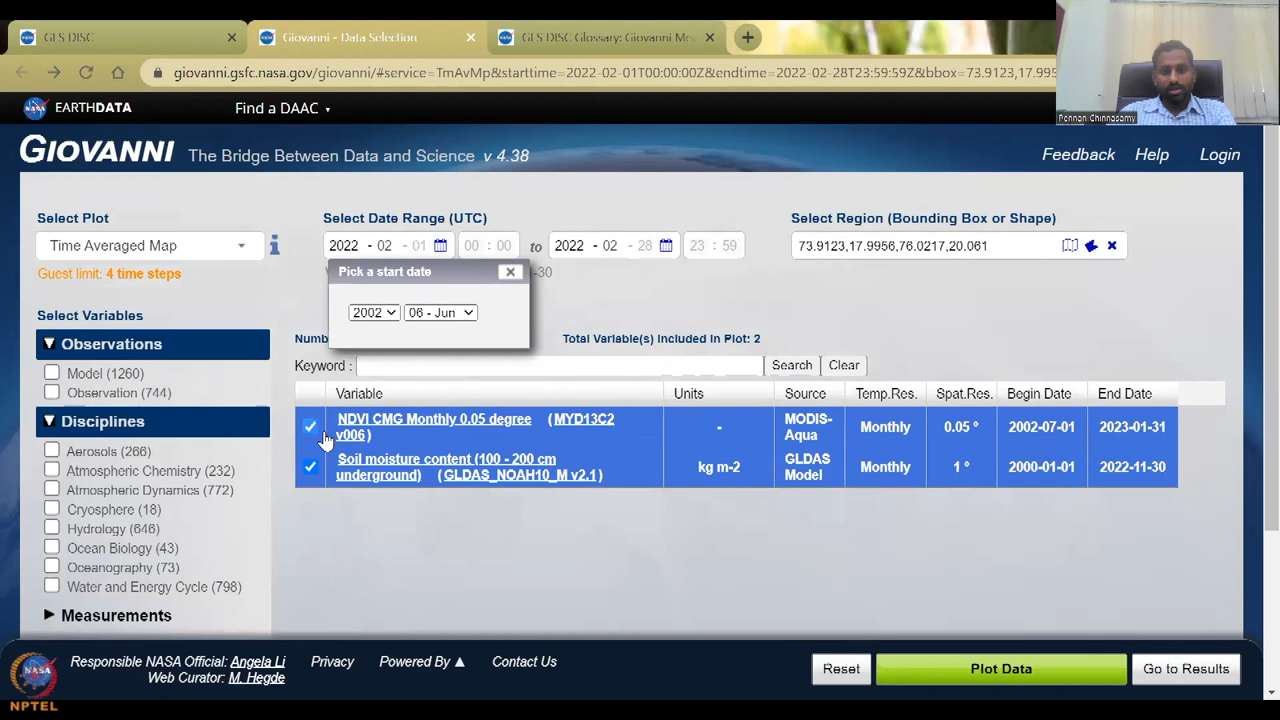 GES DISC
Giovanni - Data Selection
GES DISC Glossary: Giovanni Me
giovanni.gsfc.nasa.gov/giovanni/#service=TmAvMp&starttime=2022-02-01T00:00:00Z&endtime=2022-02-28T23:59:59Z&bbox=73.9123,17.995
Pennan Chinnasamy
EARTHDATA Find a DAAC
GIOVANNI The Bridge Between Data and Science v 4.38
Feedback Help Login
Select Plot Select Date Range (UTC) Select Region (Bounding Box or Shape)
Time Averaged Map 2022 - 02 - 01 00 : 00 to 2022 - 02 - 28 23 : 59 73.9123,17.9956,76.0217,20.061
Guest limit: 4 time steps Pick a start date -30
2002 06 - Jun
Select Variables
Observations
Numb Total Variable(s) included in Plot: 2
Keyword : Search Clear
Model (1260)
Observation (744)
Variable Units Source Temp.Res. Spat.Res. Begin Date End Date
NDVI CMG Monthly 0.05 degree (MYD13C2 v006) - MODIS-Aqua Monthly 0.05 º 2002-07-01 2023-01-31
Soil moisture content (100 - 200 cm underground) (GLDAS_NOAH10_M v2.1) kg m-2 GLDAS Model Monthly 1 º 2000-01-01 2022-11-30
Disciplines
Aerosols (266)
Atmospheric Chemistry (232)
Atmospheric Dynamics (772)
Cryosphere (18)
Hydrology (646)
Ocean Biology (43)
Oceanography (73)
Water and Energy Cycle (798)
Measurements
Responsible NASA Official: Angela Li Privacy Powered By Contact Us
Web Curator: M. Hegde
Reset Plot Data Go to Results
NPTEL